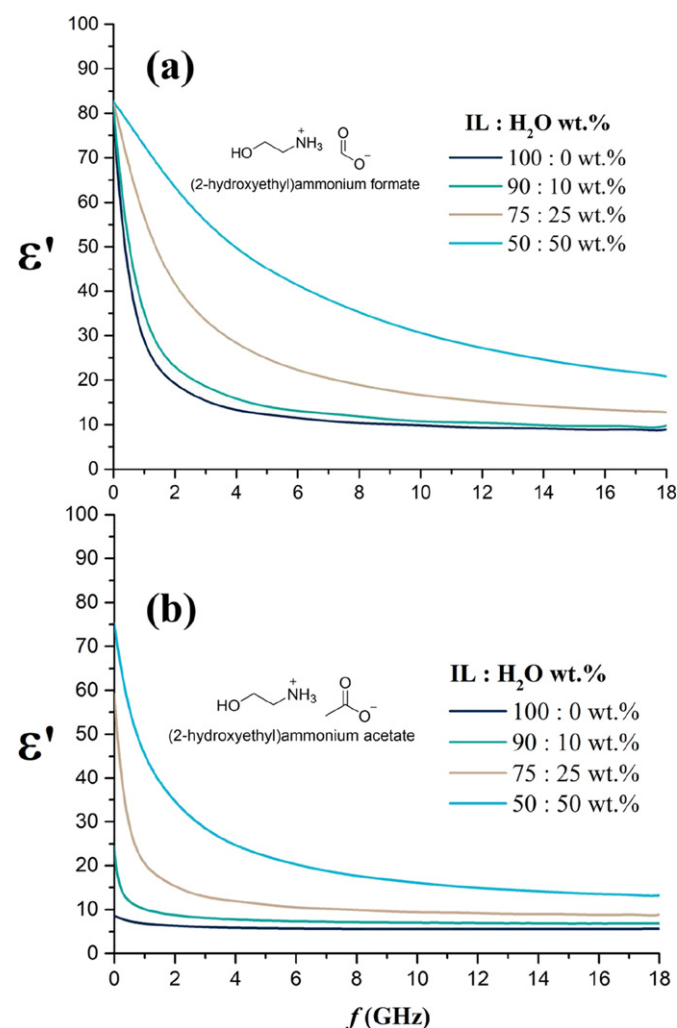 100
90
80
70
60
50
40
30
20
10
0
ε'
(a)
HO
+
NH3
O
O−
(2-hydroxyethyl)ammonium formate
IL : H2O wt.%
100 : 0 wt.%
90 : 10 wt.%
75 : 25 wt.%
50 : 50 wt.%
0 2 4 6 8 10 12 14 16 18
100
90
80
70
60
50
40
30
20
10
0
ε'
(b)
HO
+
NH3
O
O−
(2-hydroxyethyl)ammonium acetate
IL : H2O wt.%
100 : 0 wt.%
90 : 10 wt.%
75 : 25 wt.%
50 : 50 wt.%
0 2 4 6 8 10 12 14 16 18
f (GHz)